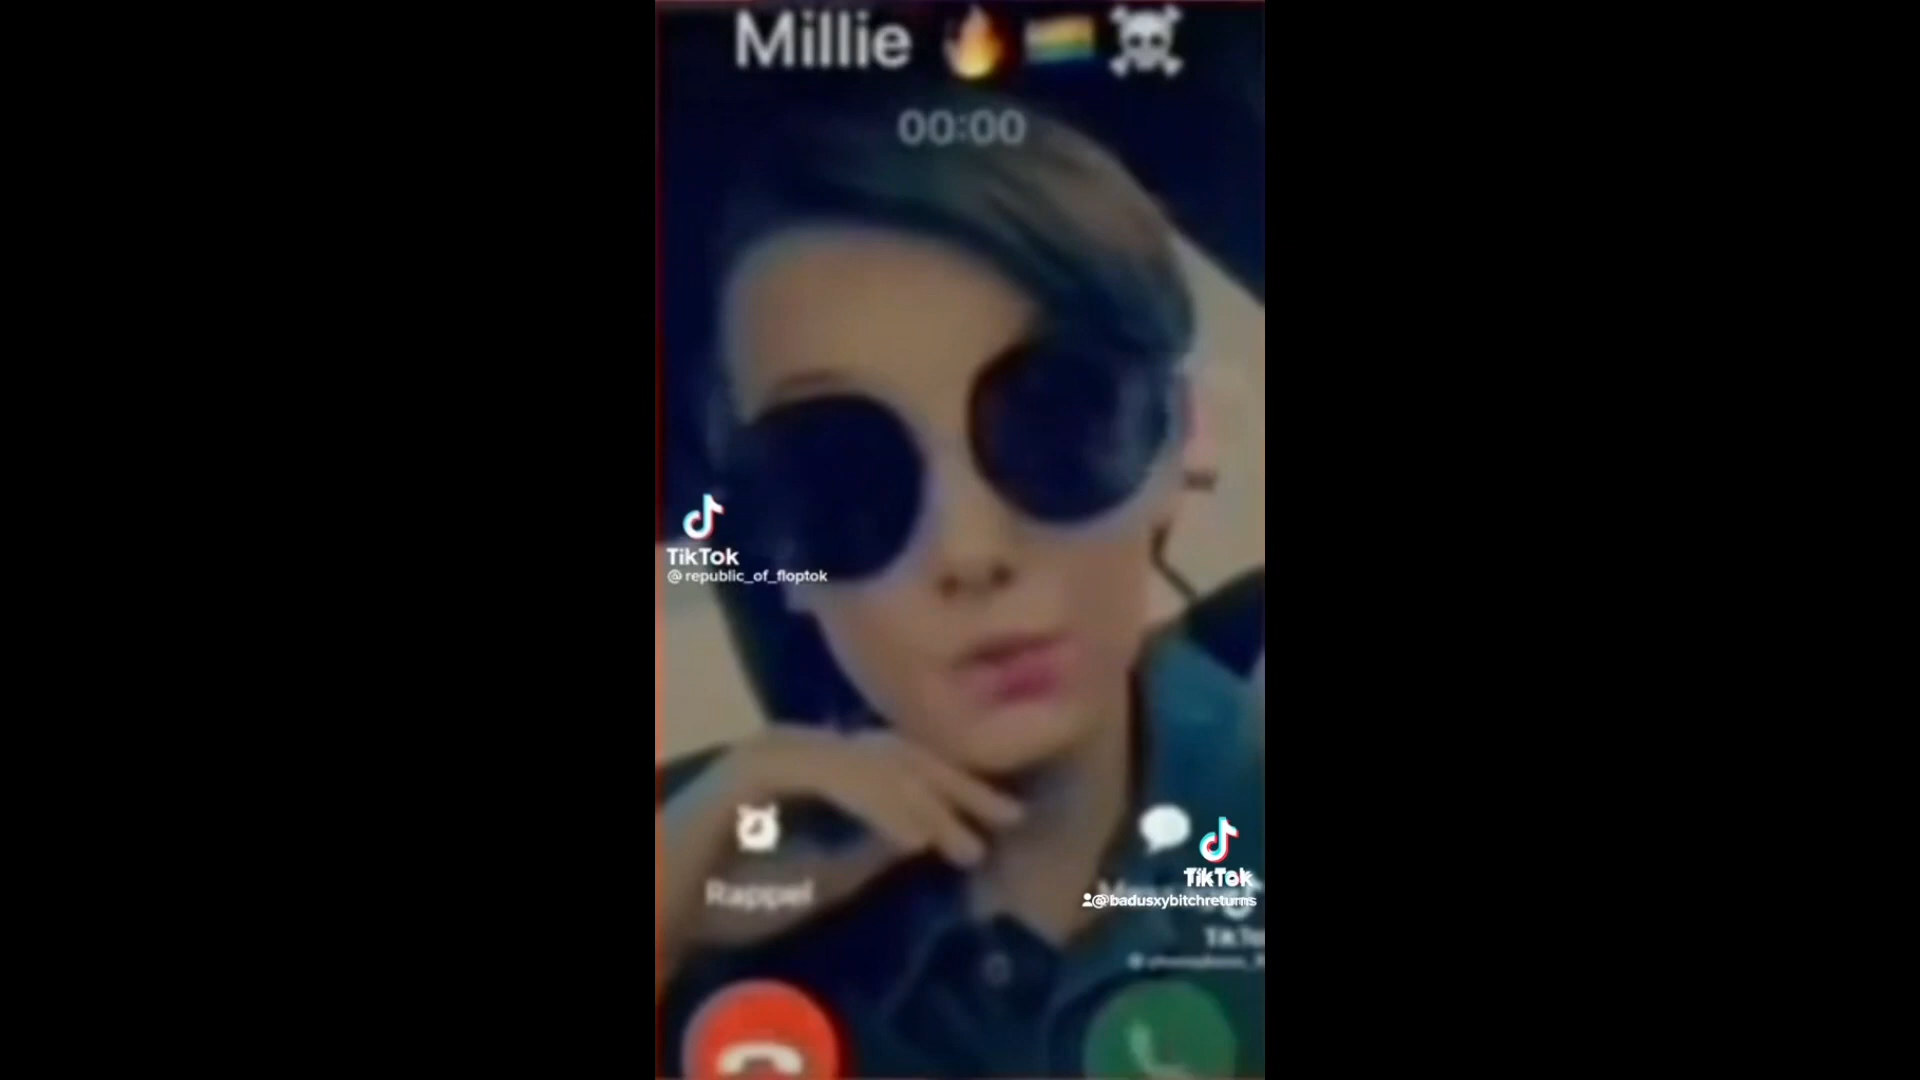 Millie 🔥🏳️‍🌈☠️
00:00
TikTok
@republic_of_floptok
Rappel
TikTok
@badusxybitchreturns